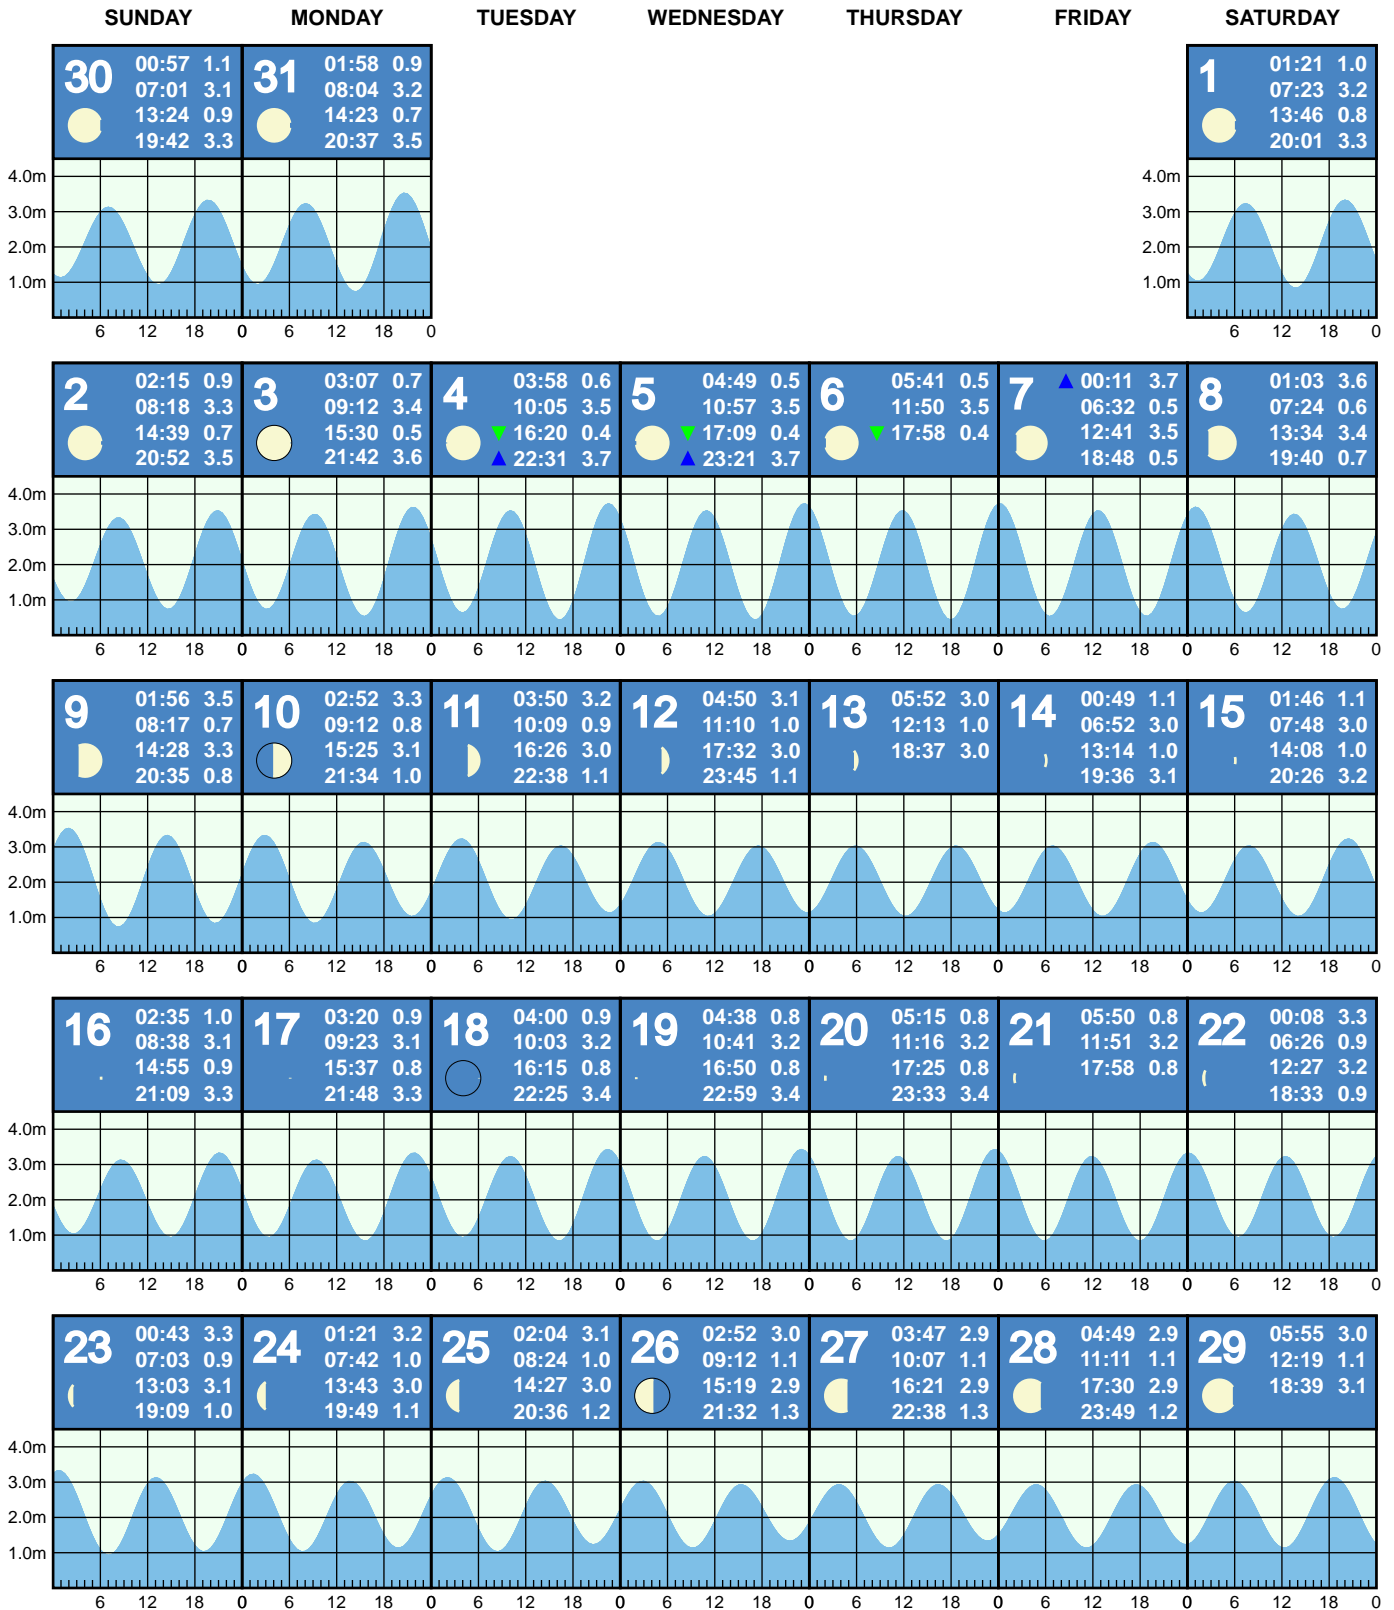 SUNDAY MONDAY TUESDAY WEDNESDAY THURSDAY FRIDAY SATURDAY
30 00:57 1.1
07:01 3.1
13:24 0.9
19:42 3.3
31 01:58 0.9
08:04 3.2
14:23 0.7
20:37 3.5
1 01:21 1.0
07:23 3.2
13:46 0.8
20:01 3.3
4.0m
3.0m
2.0m
1.0m
4.0m
3.0m
2.0m
1.0m
6 12 18 0 0 6 12 18 0
6 12 18 0
2 02:15 0.9
08:18 3.3
14:39 0.7
20:52 3.5
3 03:07 0.7
09:12 3.4
15:30 0.5
21:42 3.6
4 03:58 0.6
10:05 3.5
16:20 0.4
22:31 3.7
5 04:49 0.5
10:57 3.5
17:09 0.4
23:21 3.7
6 05:41 0.5
11:50 3.5
17:58 0.4
7 00:11 3.7
06:32 0.5
12:41 3.5
18:48 0.5
8 01:03 3.6
07:24 0.6
13:34 3.4
19:40 0.7
4.0m
3.0m
2.0m
1.0m
6 12 18 0 0 6 12 18 0 0 6 12 18 0 0 6 12 18 0 0 6 12 18 0 0 6 12 18 0 0 6 12 18 0
9 01:56 3.5
08:17 0.7
14:28 3.3
20:35 0.8
10 02:52 3.3
09:12 0.8
15:25 3.1
21:34 1.0
11 03:50 3.2
10:09 0.9
16:26 3.0
22:38 1.1
12 04:50 3.1
11:10 1.0
17:32 3.0
23:45 1.1
13 05:52 3.0
12:13 1.0
18:37 3.0
14 00:49 1.1
06:52 3.0
13:14 1.0
19:36 3.1
15 01:46 1.1
07:48 3.0
14:08 1.0
20:26 3.2
4.0m
3.0m
2.0m
1.0m
6 12 18 0 0 6 12 18 0 0 6 12 18 0 0 6 12 18 0 0 6 12 18 0 0 6 12 18 0 0 6 12 18 0
16 02:35 1.0
08:38 3.1
14:55 0.9
21:09 3.3
17 03:20 0.9
09:23 3.1
15:37 0.8
21:48 3.3
18 04:00 0.9
10:03 3.2
16:15 0.8
22:25 3.4
19 04:38 0.8
10:41 3.2
16:50 0.8
22:59 3.4
20 05:15 0.8
11:16 3.2
17:25 0.8
23:33 3.4
21 05:50 0.8
11:51 3.2
17:58 0.8
22 00:08 3.3
06:26 0.9
12:27 3.2
18:33 0.9
4.0m
3.0m
2.0m
1.0m
6 12 18 0 0 6 12 18 0 0 6 12 18 0 0 6 12 18 0 0 6 12 18 0 0 6 12 18 0 0 6 12 18 0
23 00:43 3.3
07:03 0.9
13:03 3.1
19:09 1.0
24 01:21 3.2
07:42 1.0
13:43 3.0
19:49 1.1
25 02:04 3.1
08:24 1.0
14:27 3.0
20:36 1.2
26 02:52 3.0
09:12 1.1
15:19 2.9
21:32 1.3
27 03:47 2.9
10:07 1.1
16:21 2.9
22:38 1.3
28 04:49 2.9
11:11 1.1
17:30 2.9
23:49 1.2
29 05:55 3.0
12:19 1.1
18:39 3.1
4.0m
3.0m
2.0m
1.0m
6 12 18 0 0 6 12 18 0 0 6 12 18 0 0 6 12 18 0 0 6 12 18 0 0 6 12 18 0 0 6 12 18 0